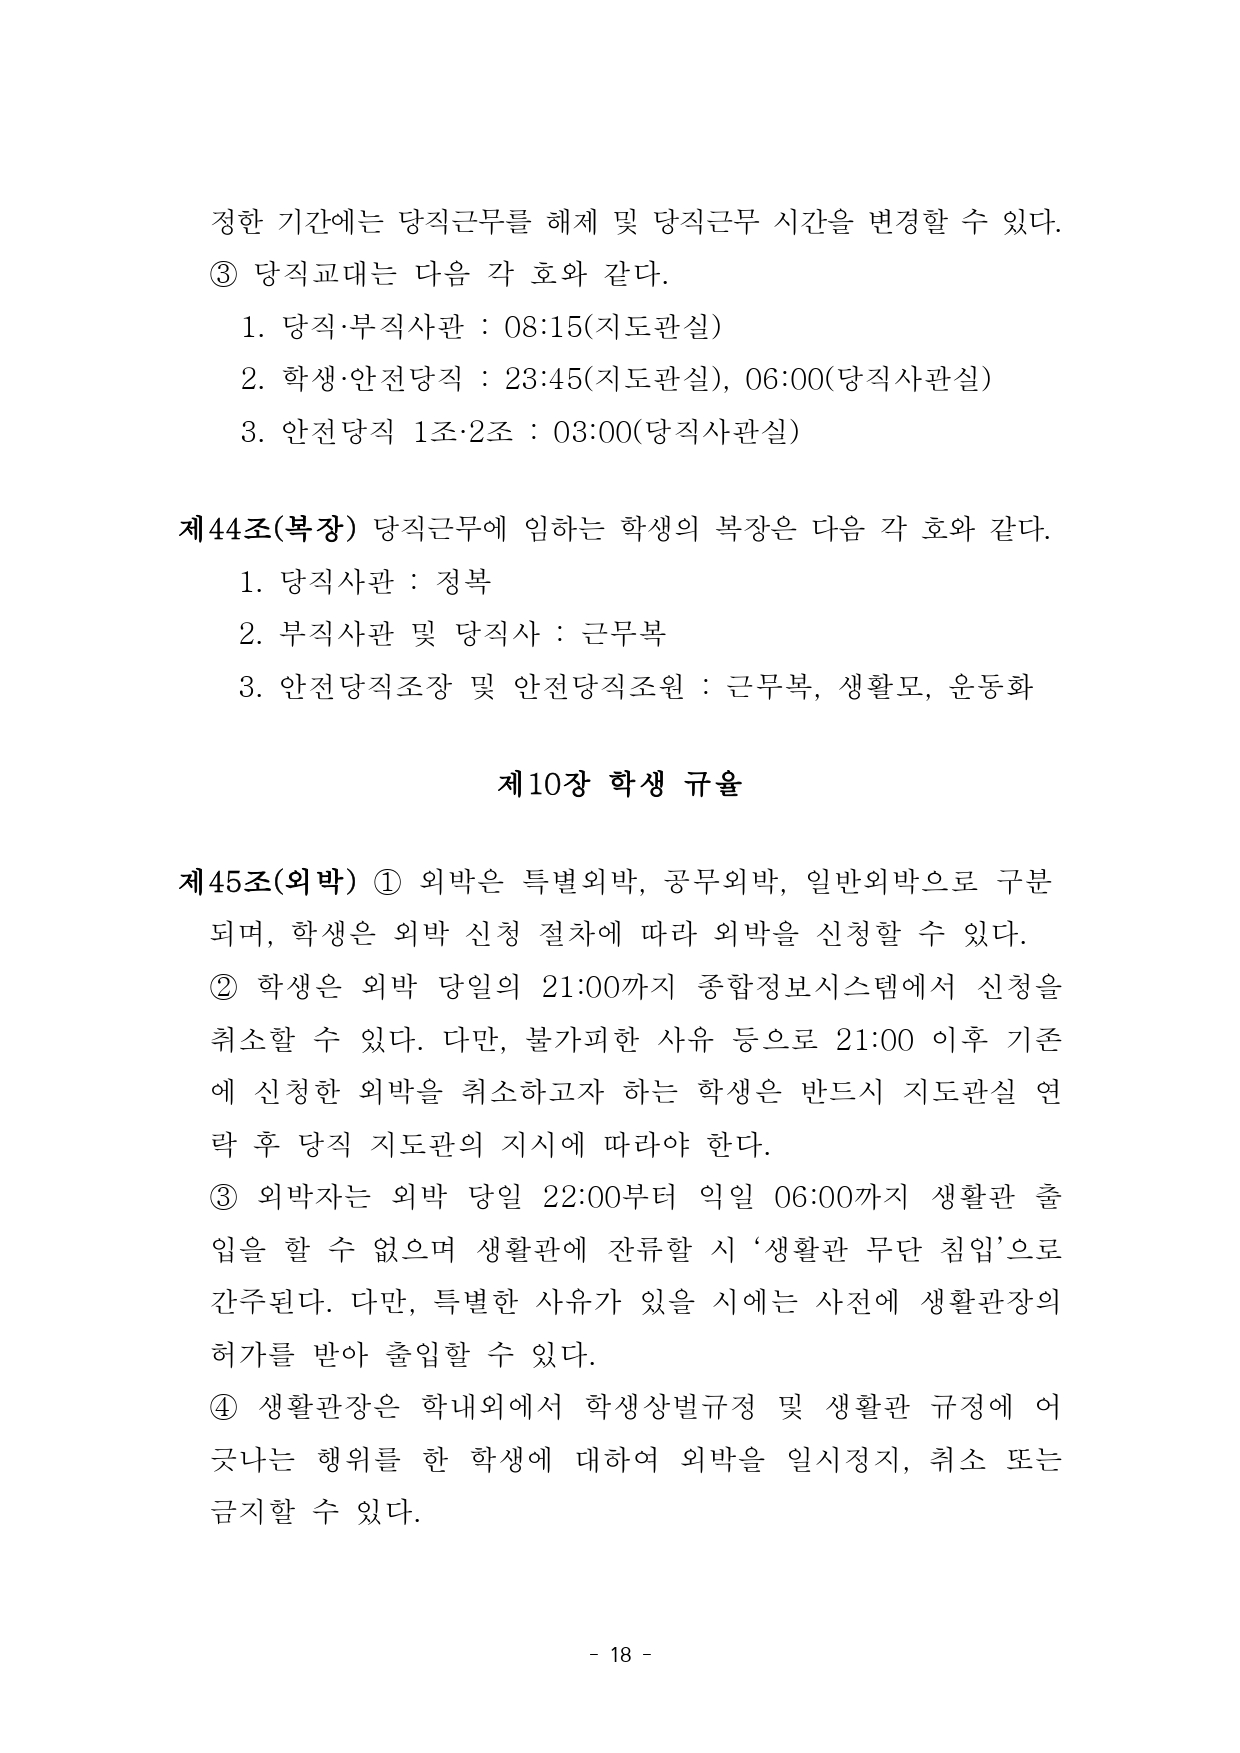 정한 기간에는 당직근무를 해제 및 당직근무 시간을 변경할 수 있다.
③ 당직교대는 다음 각 호와 같다.
1. 당직·부직사관 : 08:15(지도관실)
2. 학생·안전당직 : 23:45(지도관실), 06:00(당직사관실)
3. 안전당직 1조·2조 : 03:00(당직사관실)
제44조(복장) 당직근무에 임하는 학생의 복장은 다음 각 호와 같다.
1. 당직사관 : 정복
2. 부직사관 및 당직사 : 근무복
3. 안전당직조장 및 안전당직조원 : 근무복, 생활모, 운동화
제10장 학생 규율
제45조(외박) ① 외박은 특별외박, 공무외박, 일반외박으로 구분
되며, 학생은 외박 신청 절차에 따라 외박을 신청할 수 있다.
② 학생은 외박 당일의 21:00까지 종합정보시스템에서 신청을
취소할 수 있다. 다만, 불가피한 사유 등으로 21:00 이후 기존
에 신청한 외박을 취소하고자 하는 학생은 반드시 지도관실 연
락 후 당직 지도관의 지시에 따라야 한다.
③ 외박자는 외박 당일 22:00부터 익일 06:00까지 생활관 출
입을 할 수 없으며 생활관에 잔류할 시 ‘생활관 무단 침입’으로
간주된다. 다만, 특별한 사유가 있을 시에는 사전에 생활관장의
허가를 받아 출입할 수 있다.
④ 생활관장은 학내외에서 학생상벌규정 및 생활관 규정에 어
긋나는 행위를 한 학생에 대하여 외박을 일시정지, 취소 또는
금지할 수 있다.
- 18 -